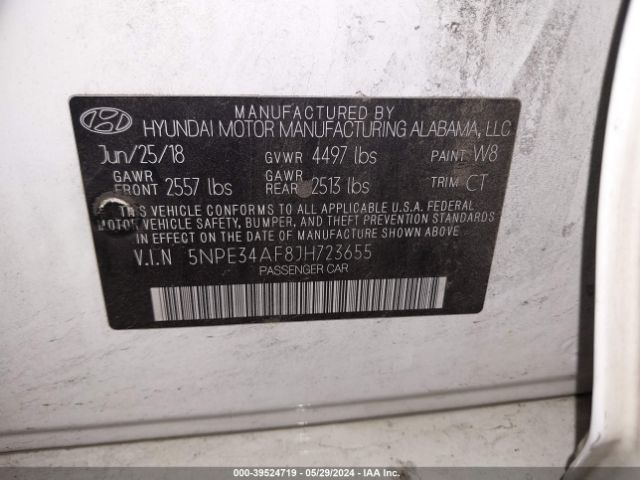 MANUFACTURED BY
HYUNDAI MOTOR MANUFACTURING ALABAMA, LLC
Jun/25/18 GVWR 4497 lbs PAINT W8
GAWR FRONT 2557 lbs GAWR REAR 2513 lbs TRIM CT
THIS VEHICLE CONFORMS TO ALL APPLICABLE U.S.A. FEDERAL
MOTOR VEHICLE SAFETY, BUMPER, AND THEFT PREVENTION STANDARDS
IN EFFECT ON THE DATE OF MANUFACTURE SHOWN ABOVE.
V.I.N 5NPE34AF8JH723655
PASSENGER CAR
000-39524719 - 05/29/2024 - IAA Inc.